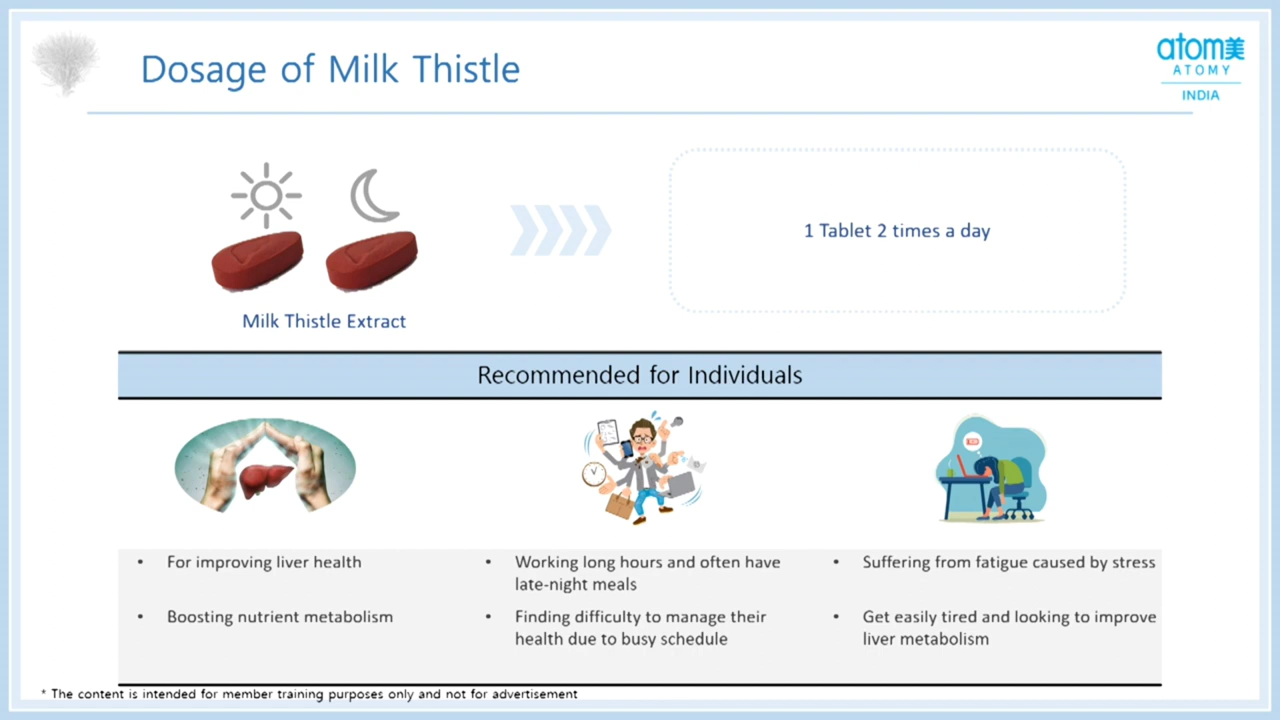 Dosage of Milk Thistle
atom美
ATOMY
INDIA
1 Tablet 2 times a day
Milk Thistle Extract
Recommended for Individuals
• For improving liver health
• Boosting nutrient metabolism
• Working long hours and often have
late-night meals
• Finding difficulty to manage their
health due to busy schedule
• Suffering from fatigue caused by stress
• Get easily tired and looking to improve
liver metabolism
* The content is intended for member training purposes only and not for advertisement